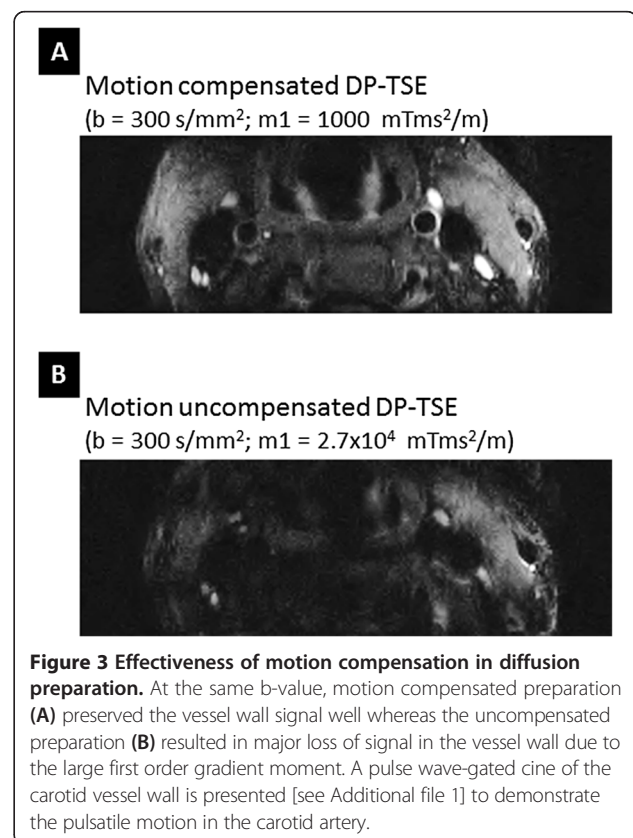 A
Motion compensated DP-TSE
(b = 300 s/mm²; m1 = 1000 mTms²/m)
B
Motion uncompensated DP-TSE
(b = 300 s/mm²; m1 = 2.7x10⁴ mTms²/m)
Figure 3 Effectiveness of motion compensation in diffusion
preparation. At the same b-value, motion compensated preparation
(A) preserved the vessel wall signal well whereas the uncompensated
preparation (B) resulted in major loss of signal in the vessel wall due to
the large first order gradient moment. A pulse wave-gated cine of the
carotid vessel wall is presented [see Additional file 1] to demonstrate
the pulsatile motion in the carotid artery.